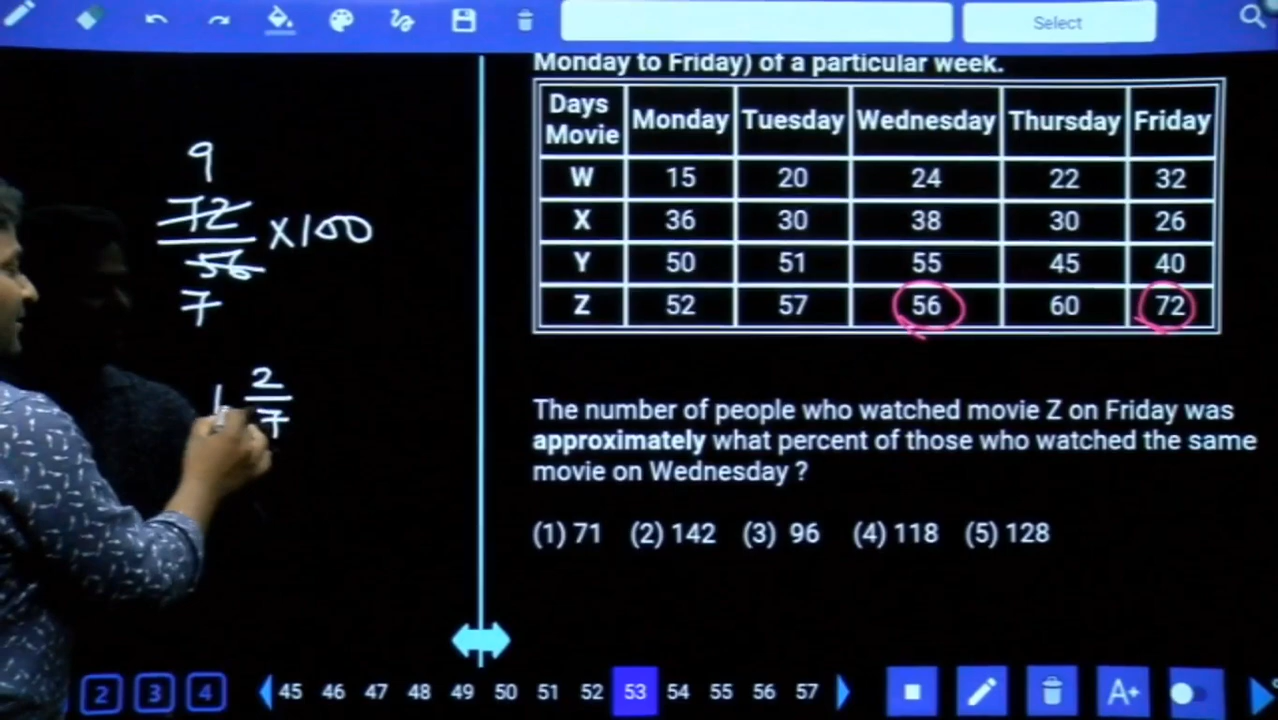 Select
Monday to Friday) of a particular week.
Days Movie Monday Tuesday Wednesday Thursday Friday
W 15 20 24 22 32
X 36 30 38 30 26
Y 50 51 55 45 40
Z 52 57 56 60 72
The number of people who watched movie Z on Friday was
approximately what percent of those who watched the same
movie on Wednesday ?
(1) 71 (2) 142 (3) 96 (4) 118 (5) 128
9
72
56
×100
7
1 2
7
2 3 4 45 46 47 48 49 50 51 52 53 54 55 56 57 A+